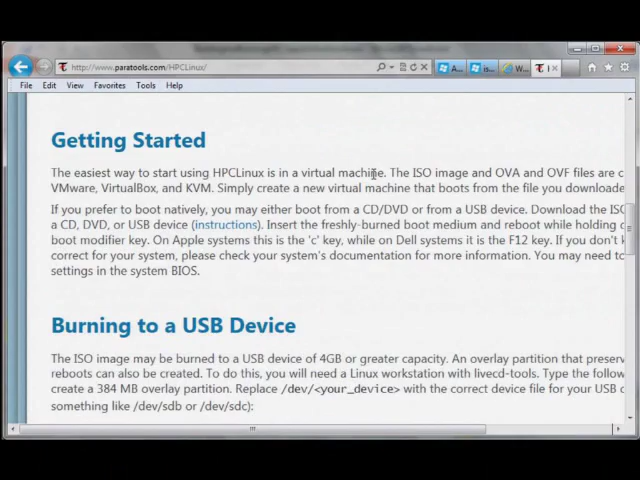 http://www.paratools.com/HPCLinux/
A...
is...
W...
File Edit View Favorites Tools Help
Getting Started
The easiest way to start using HPCLinux is in a virtual machine. The ISO image and OVA and OVF files are c
VMware, VirtualBox, and KVM. Simply create a new virtual machine that boots from the file you downloade
If you prefer to boot natively, you may either boot from a CD/DVD or from a USB device. Download the ISO
a CD, DVD, or USB device (instructions). Insert the freshly-burned boot medium and reboot while holding d
boot modifier key. On Apple systems this is the 'c' key, while on Dell systems it is the F12 key. If you don't k
correct for your system, please check your system's documentation for more information. You may need to
settings in the system BIOS.
Burning to a USB Device
The ISO image may be burned to a USB device of 4GB or greater capacity. An overlay partition that preserv
reboots can also be created. To do this, you will need a Linux workstation with livecd-tools. Type the follow
create a 384 MB overlay partition. Replace /dev/<your_device> with the correct device file for your USB d
something like /dev/sdb or /dev/sdc):